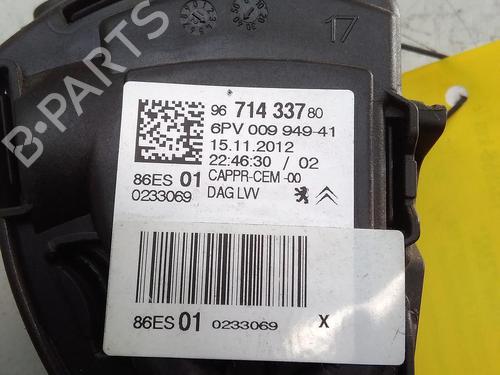 17
96 714 337 80
6PV 009 949-41
15.11.2012
22:46:30 / 02
86ES 01 CAPPR-CEM -00
0233069 DAG LVV
86ES 01 0233069 X
B-PARTS